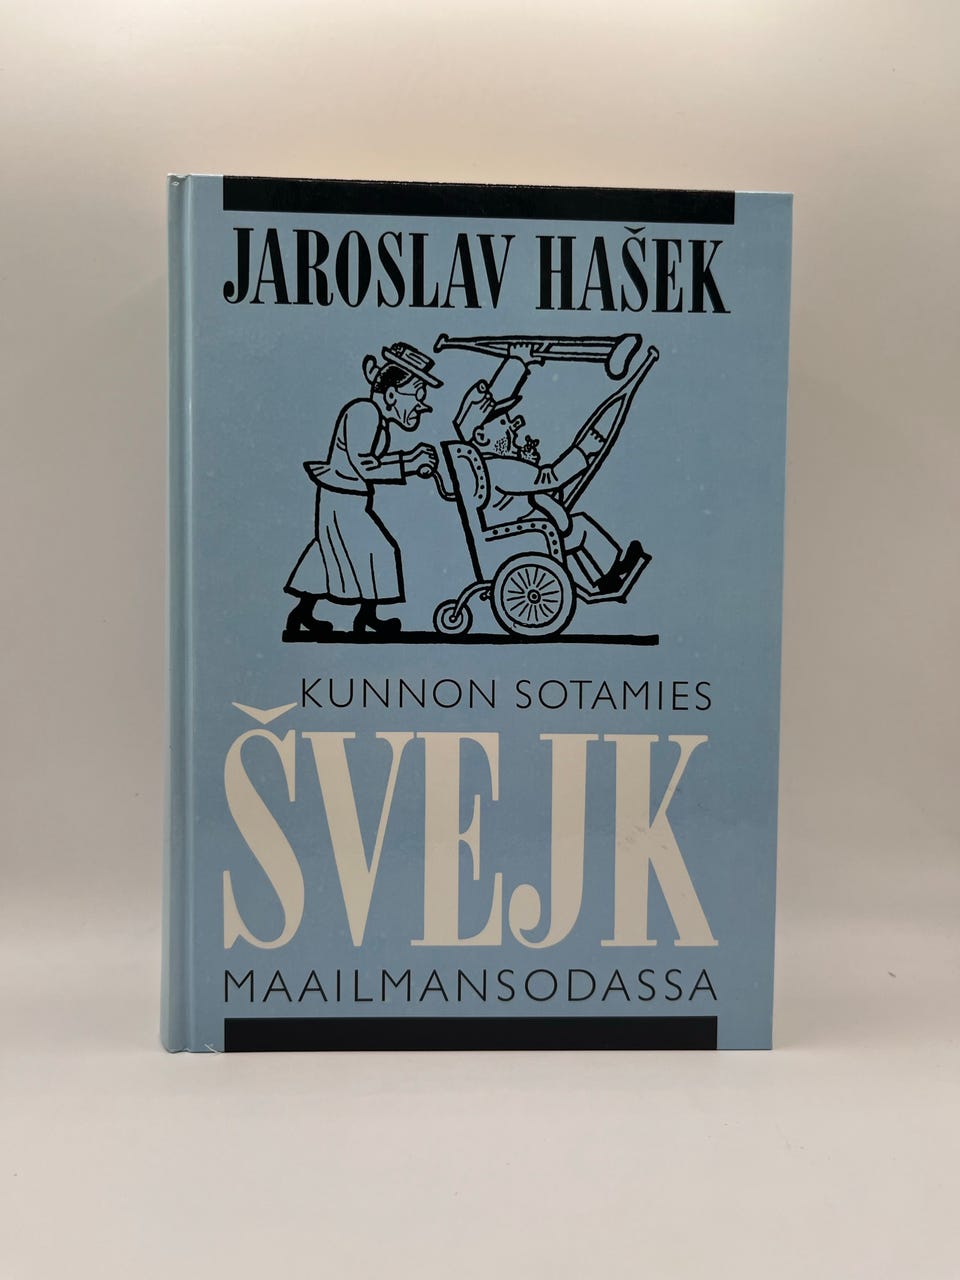 JAROSLAV HAŠEK
KUNNON SOTAMIES
ŠVEJK
MAAILMANSODASSA